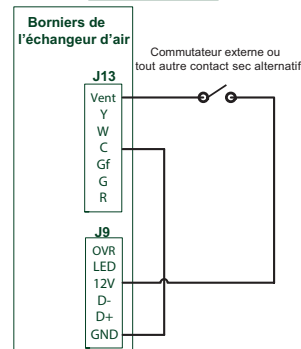 Borniers de
l'échangeur d'air
Commutateur externe ou
tout autre contact sec alternatif
J13
Vent
Y
W
C
Gf
G
R
J9
OVR
LED
12V
D-
D+
GND